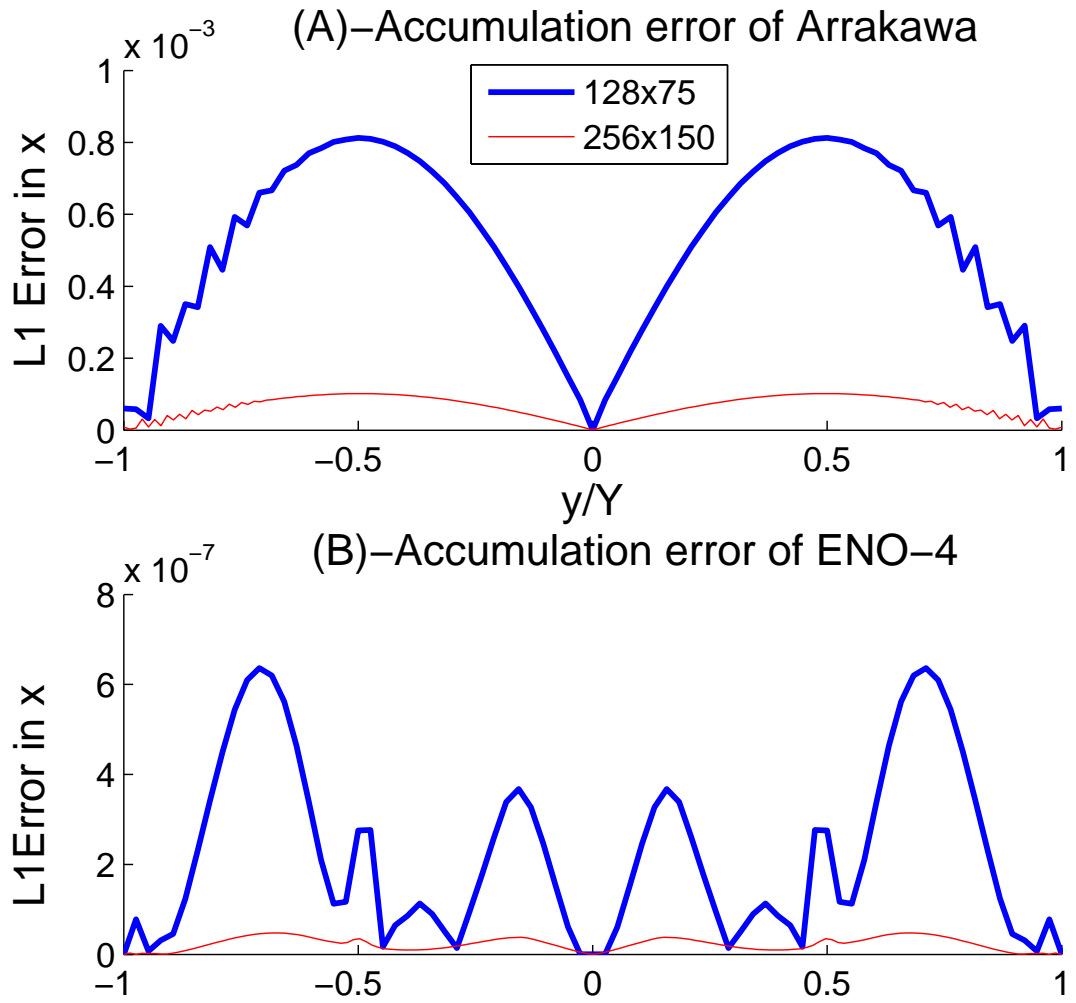 (A)−Accumulation error of Arrakawa
x 10−3
L1 Error in x
1
0.8
0.6
0.4
0.2
0
128x75
256x150
−1
−0.5
0
0.5
1
y/Y
(B)−Accumulation error of ENO−4
x 10−7
L1Error in x
8
6
4
2
0
−1
−0.5
0
0.5
1